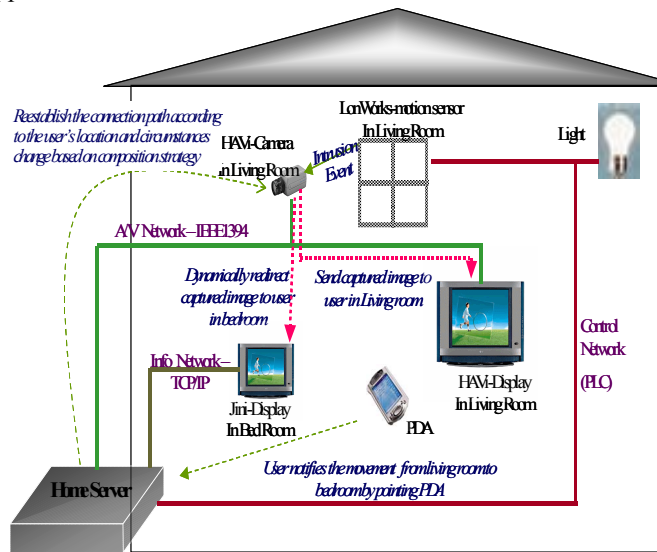 Reestablish the connection path according
to the user's location and circumstances
change based on composition strategy
HAVi-Camera
in Living Room
Intrusion
Event
LonWorks-motion sensor
In Living Room
Light
A/V Network – IEEE1394
Dynamically redirect
captured image to user
in bedroom
Send captured image to
user in Living room
Info Network –
TCP/IP
Jini-Display
In Bed Room
PDA
HAVi-Display
In Living Room
Control
Network
(PLC)
Home Server
User notifies the movement from living room to
bedroom by pointing PDA